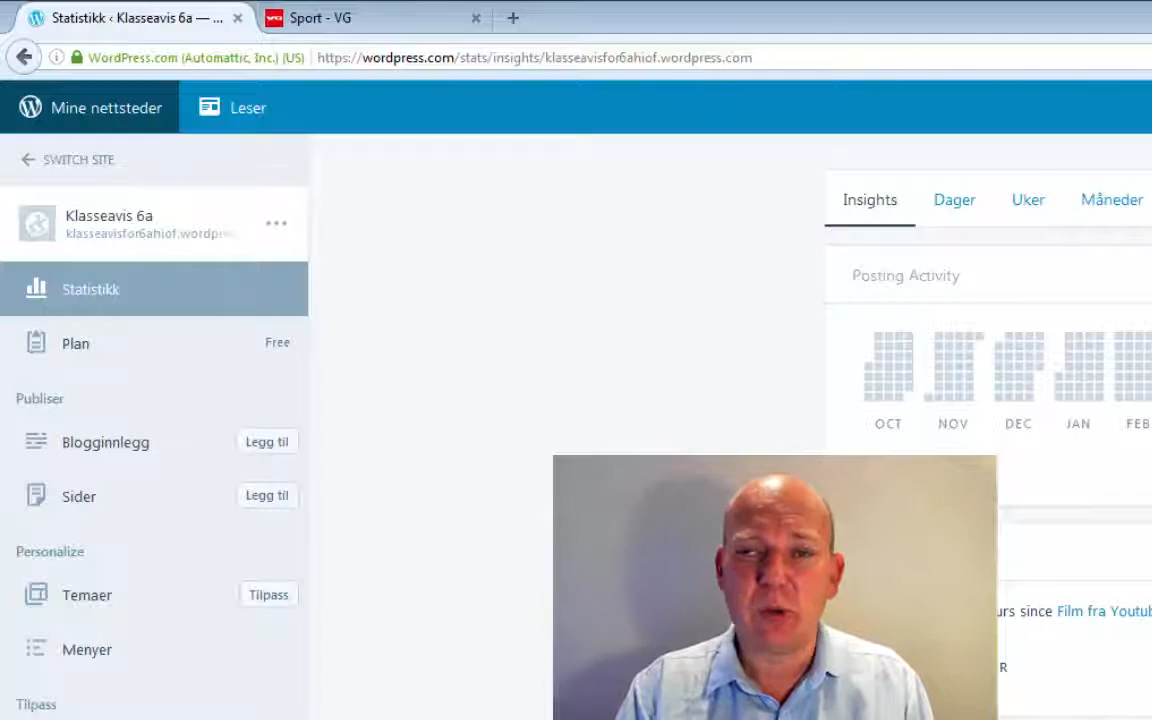 Statistikk ‹ Klasseavis 6a — ...
Sport - VG
WordPress.com (Automattic, Inc.) (US)
https://wordpress.com/stats/insights/klasseavisfor6ahiof.wordpress.com
Mine nettsteder
Leser
SWITCH SITE
Klasseavis 6a
klasseavisfor6ahiof.wordpre
Insights Dager Uker Måneder
Statistikk
Posting Activity
Plan Free
OCT NOV DEC JAN FEB
Publiser
Blogginnlegg Legg til
Sider Legg til
Personalize
Temaer Tilpass
urs since Film fra Youtub
Menyer
R
Tilpass